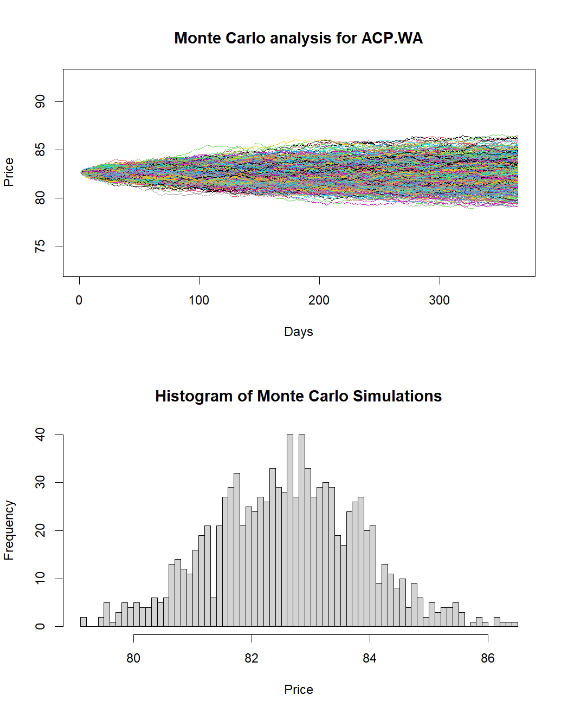 Monte Carlo analysis for ACP.WA
90
85
80
75
Price
0 100 200 300
Days
Histogram of Monte Carlo Simulations
40
30
20
10
0
Frequency
80 82 84 86
Price